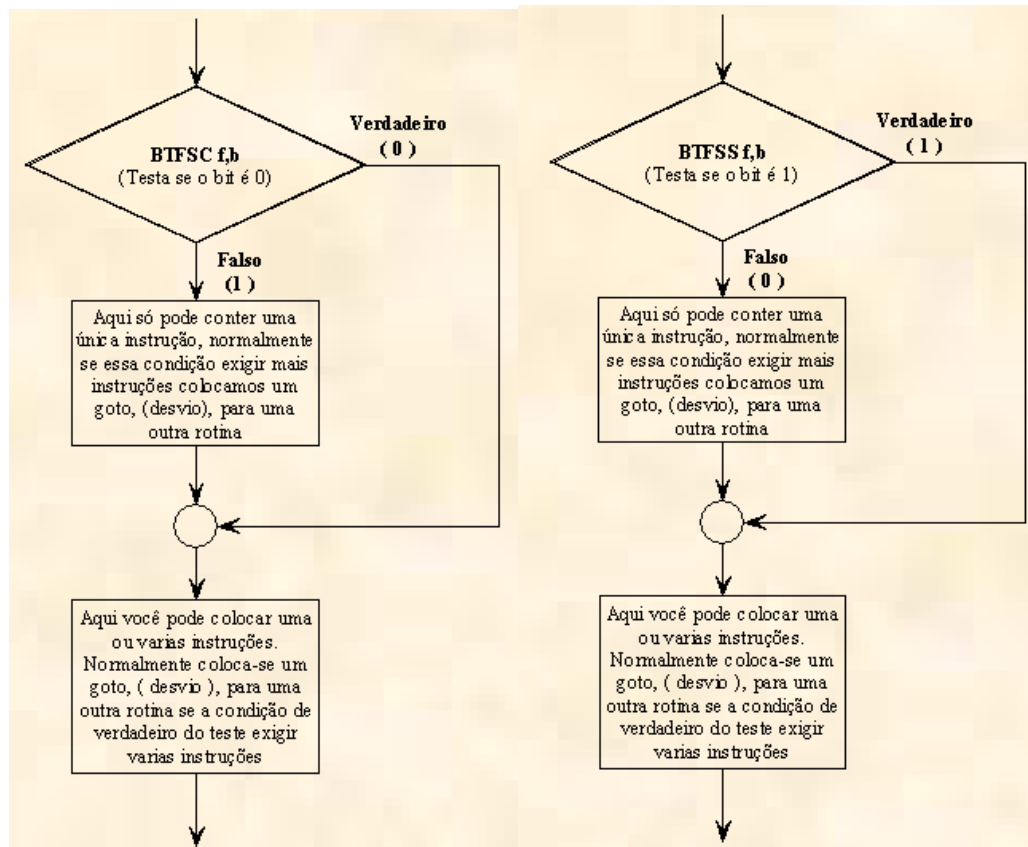 BTFSC f,b
(Testa se o bit é 0)
Verdadeiro
( 0 )
Falso
(1)
Aqui só pode conter uma
única instrução, normalmente
se essa condição exigir mais
instruções colocamos um
goto, (desvio), para uma
outra rotina
Aqui você pode colocar uma
ou varias instruções.
Normalmente coloca-se um
goto, ( desvio ), para uma
outra rotina se a condição de
verdadeiro do teste exigir
varias instruções
BTFSS f,b
(Testa se o bit é 1)
Verdadeiro
( 1 )
Falso
( 0 )
Aqui só pode conter uma
única instrução, normalmente
se essa condição exigir mais
instruções colocamos um
goto, (desvio), para uma
outra rotina
Aqui você pode colocar uma
ou varias instruções.
Normalmente coloca-se um
goto, ( desvio ), para uma
outra rotina se a condição de
verdadeiro do teste exigir
varias instruções